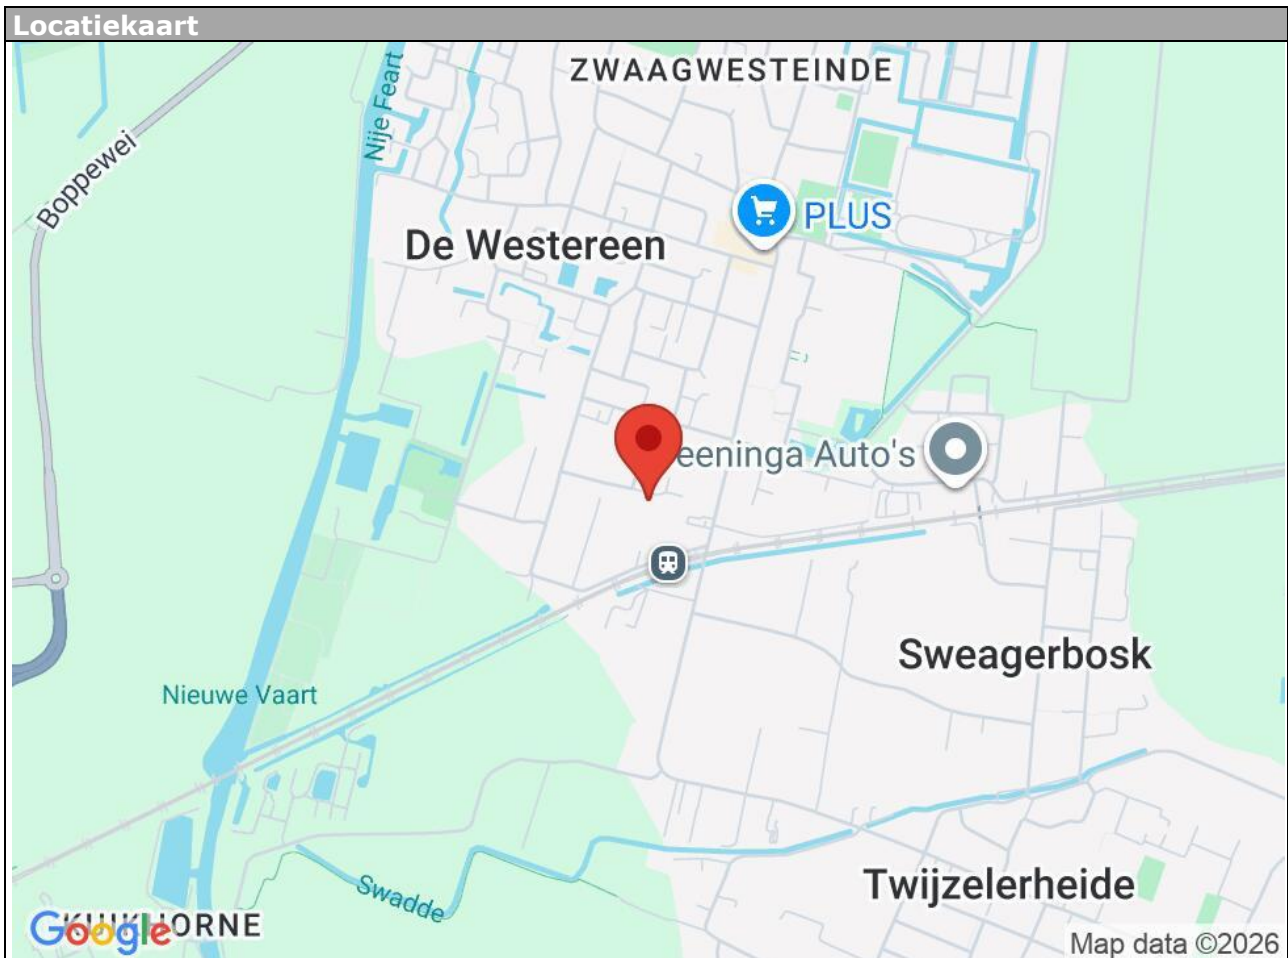 Locatiekaart
ZWAAGWESTEINDE
Nije Feart
Boppewei
PLUS
De Westereen
eeninga Auto's
Sweagerbosk
Nieuwe Vaart
Twijzelerheide
Swadde
Google
ORNE
Map data ©2026